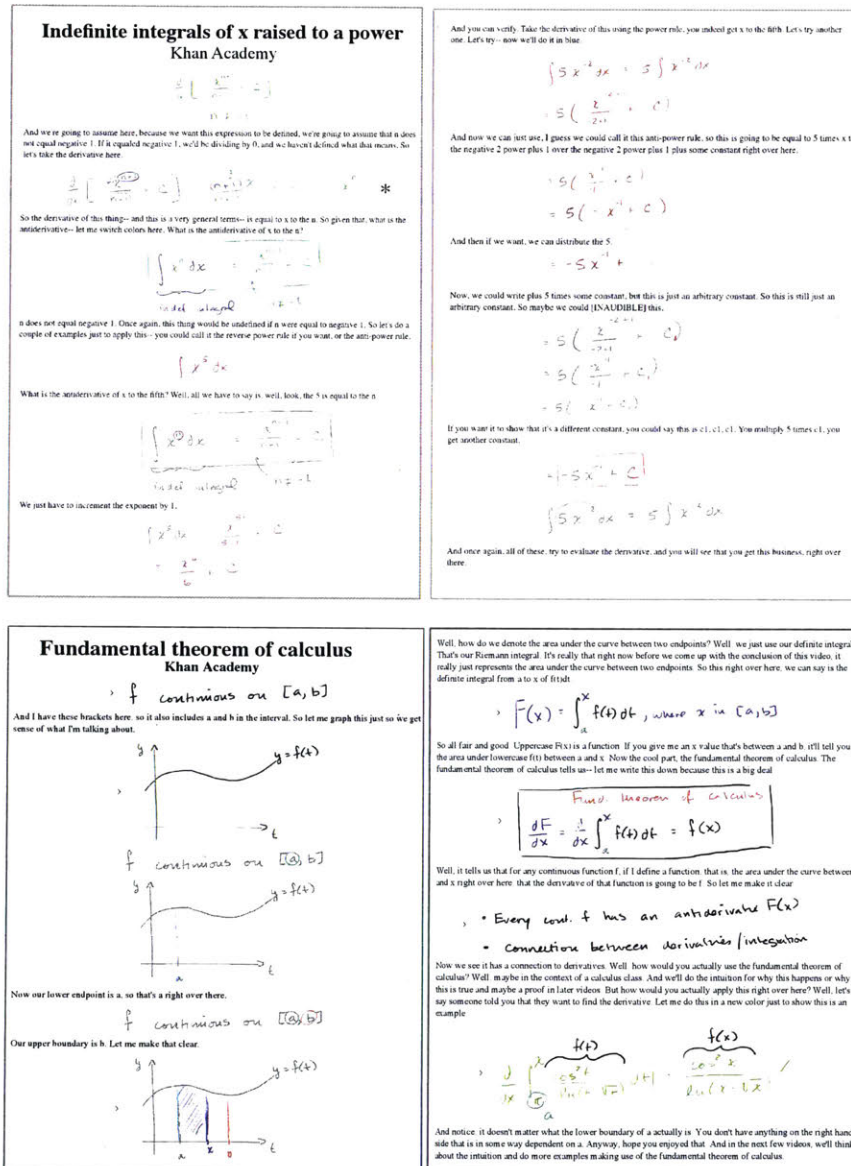 Indefinite integrals of x raised to a power
Khan Academy
And we're going to assume here, because we want this expression to be defined, we're going to assume that n does
not equal negative 1. If it equaled negative 1, we'd be dividing by 0, and we haven't defined what that means. So
let's take the derivative here.
*
So the derivative of this thing-- and this is a very general terms-- is equal to x to the n. So given that, what is the
antiderivative-- let me switch colors here. What is the antiderivative of x to the n?
∫ xⁿ dx =
indef integral
n does not equal negative 1. Once again, this thing would be undefined if n were equal to negative 1. So let's do a
couple of examples just to apply this-- you could call it the reverse power rule if you want, or the anti-power rule.
∫ x⁵ dx
What is the antiderivative of x to the fifth? Well, all we have to say is, well, look, the 5 is equal to the n.
indef integral
We just have to increment the exponent by 1.
∫ x⁵ dx
And you can verify. Take the derivative of this using the power rule, you indeed get x to the fifth. Let's try another
one. Let's try-- now we'll do it in blue.
∫ 5 x⁻² dx = 5 ∫ x⁻² dx
And now we can just use, I guess we could call it this anti-power rule, so this is going to be equal to 5 times x t
the negative 2 power plus 1 over the negative 2 power plus 1 plus some constant right over here.
= 5 ( - x⁻¹ + C )
And then if we want, we can distribute the 5.
= -5 x⁻¹ +
Now, we could write plus 5 times some constant, but this is just an arbitrary constant. So this is still just an
arbitrary constant. So maybe we could [INAUDIBLE] this.
If you want it to show that it's a different constant, you could say this is c1, c1, c1. You multiply 5 times c1, you
get another constant.
-5 x⁻¹ + C
∫ 5 x⁻² dx = 5 ∫ x⁻² dx
And once again, all of these, try to evaluate the derivative, and you will see that you get this business, right over
there.
Fundamental theorem of calculus
Khan Academy
f continuous on [a, b]
And I have these brackets here, so it also includes a and b in the interval. So let me graph this just so we get
sense of what I'm talking about.
y
y = f(t)
t
f continuous on [a, b]
y
y = f(t)
a
t
Now our lower endpoint is a, so that's a right over there.
f continuous on [a, b]
Our upper boundary is b. Let me make that clear.
y
y = f(t)
a x b
t
Well, how do we denote the area under the curve between two endpoints? Well, we just use our definite integra
That's our Riemann integral. It's really that right now before we come up with the conclusion of this video, it
really just represents the area under the curve between two endpoints. So this right over here, we can say is the
definite integral from a to x of f(t)dt
F(x) = ∫ₐˣ f(t) dt , where x in [a, b]
So all fair and good. Uppercase F(x) is a function. If you give me an x value that's between a and b, it'll tell you
the area under lowercase f(t) between a and x. Now the cool part, the fundamental theorem of calculus. The
fundamental theorem of calculus tells us-- let me write this down because this is a big deal
Fund. theorem of calculus
dF/dx = d/dx ∫ₐˣ f(t) dt = f(x)
Well, it tells us that for any continuous function f, if I define a function, that is, the area under the curve between
and x right over here, that the derivative of that function is going to be f. So let me make it clear
• Every cont. f has an antiderivative F(x)
• connection between derivatives/integration
Now we see it has a connection to derivatives. Well, how would you actually use the fundamental theorem of
calculus? Well, maybe in the context of a calculus class. And we'll do the intuition for why this happens or why
this is true and maybe a proof in later videos. But how would you actually apply this right over here? Well, let's
say someone told you that they want to find the derivative. Let me do this in a new color just to show this is an
example
f(t) f(x)
a
And notice, it doesn't matter what the lower boundary of a actually is. You don't have anything on the right hand
side that is in some way dependent on a. Anyway, hope you enjoyed that. And in the next few videos, we'll think
about the intuition and do more examples making use of the fundamental theorem of calculus.